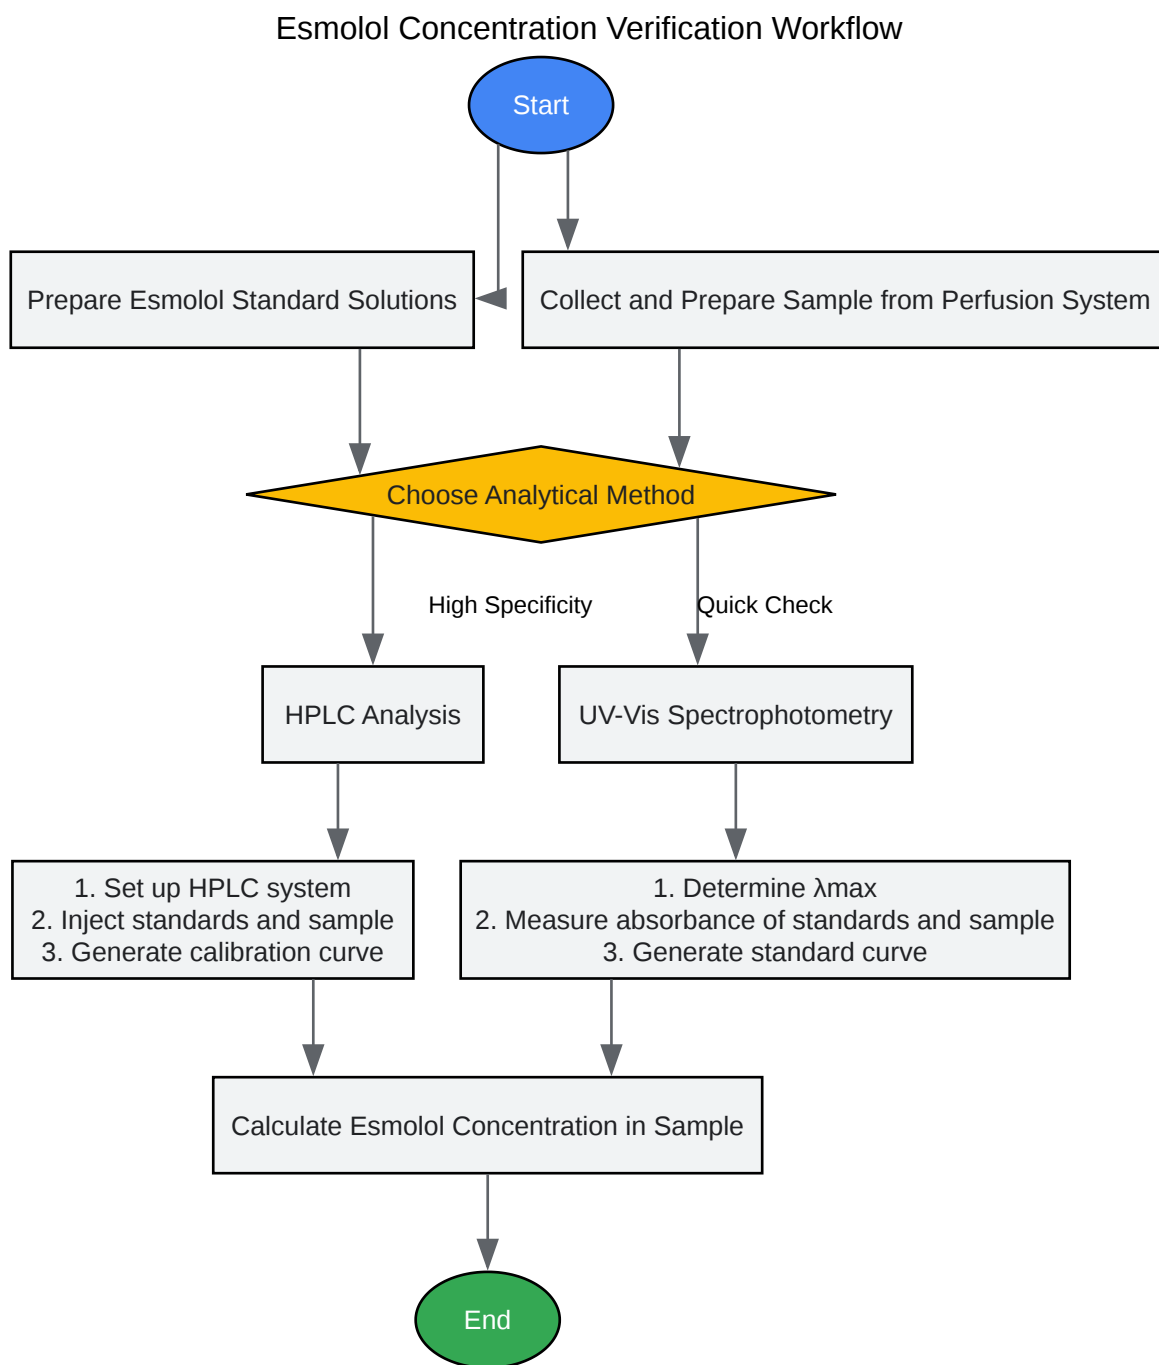 Esmolol Concentration Verification Workflow
Start
Prepare Esmolol Standard Solutions
Collect and Prepare Sample from Perfusion System
Choose Analytical Method
High Specificity
Quick Check
HPLC Analysis
UV-Vis Spectrophotometry
1. Set up HPLC system
2. Inject standards and sample
3. Generate calibration curve
1. Determine λmax
2. Measure absorbance of standards and sample
3. Generate standard curve
Calculate Esmolol Concentration in Sample
End